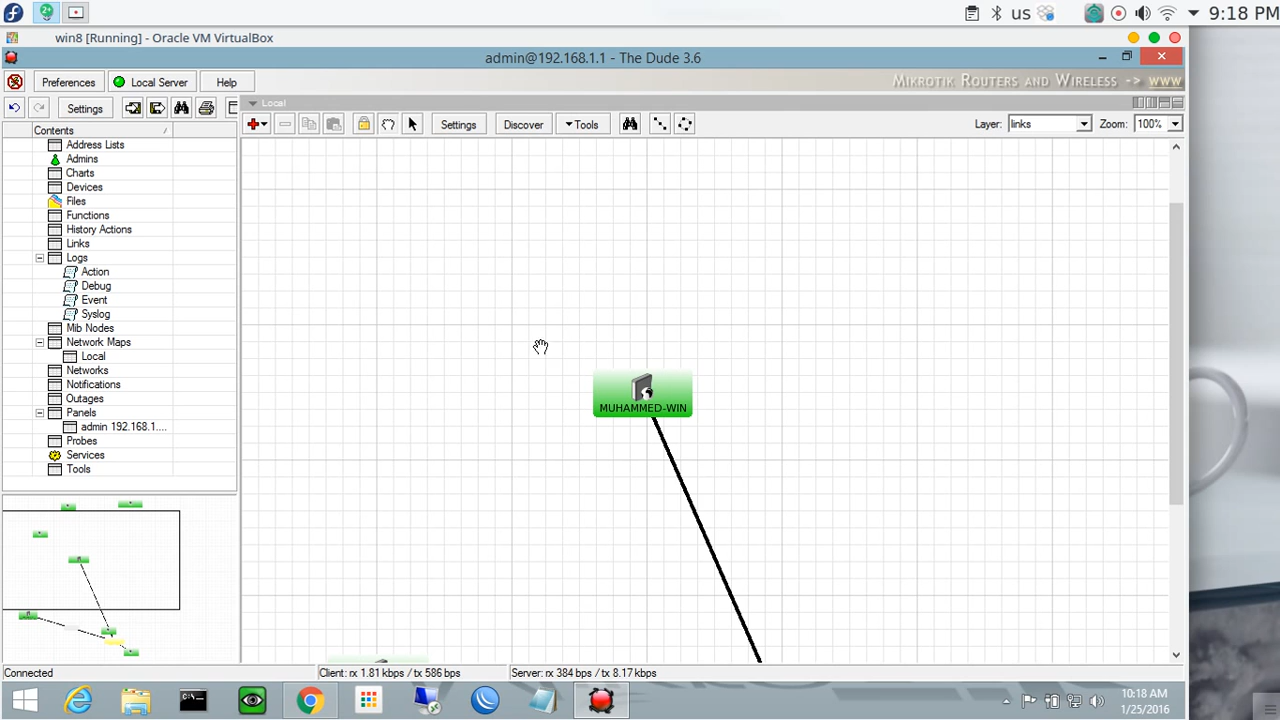 us
9:18 PM
win8 [Running] - Oracle VM VirtualBox
admin@192.168.1.1 - The Dude 3.6
Preferences
Local Server
Help
MikroTik Routers and Wireless -> www
Settings
Local
Contents
Settings
Discover
Tools
Layer:
links
Zoom:
100%
Address Lists
Admins
Charts
Devices
Files
Functions
History Actions
Links
Logs
Action
Debug
Event
Syslog
Mib Nodes
Network Maps
Local
Networks
Notifications
Outages
Panels
admin 192.168.1....
Probes
Services
Tools
MUHAMMED-WIN
Connected
Client: rx 1.81 kbps / tx 586 bps
Server: rx 384 bps / tx 8.17 kbps
10:18 AM
1/25/2016